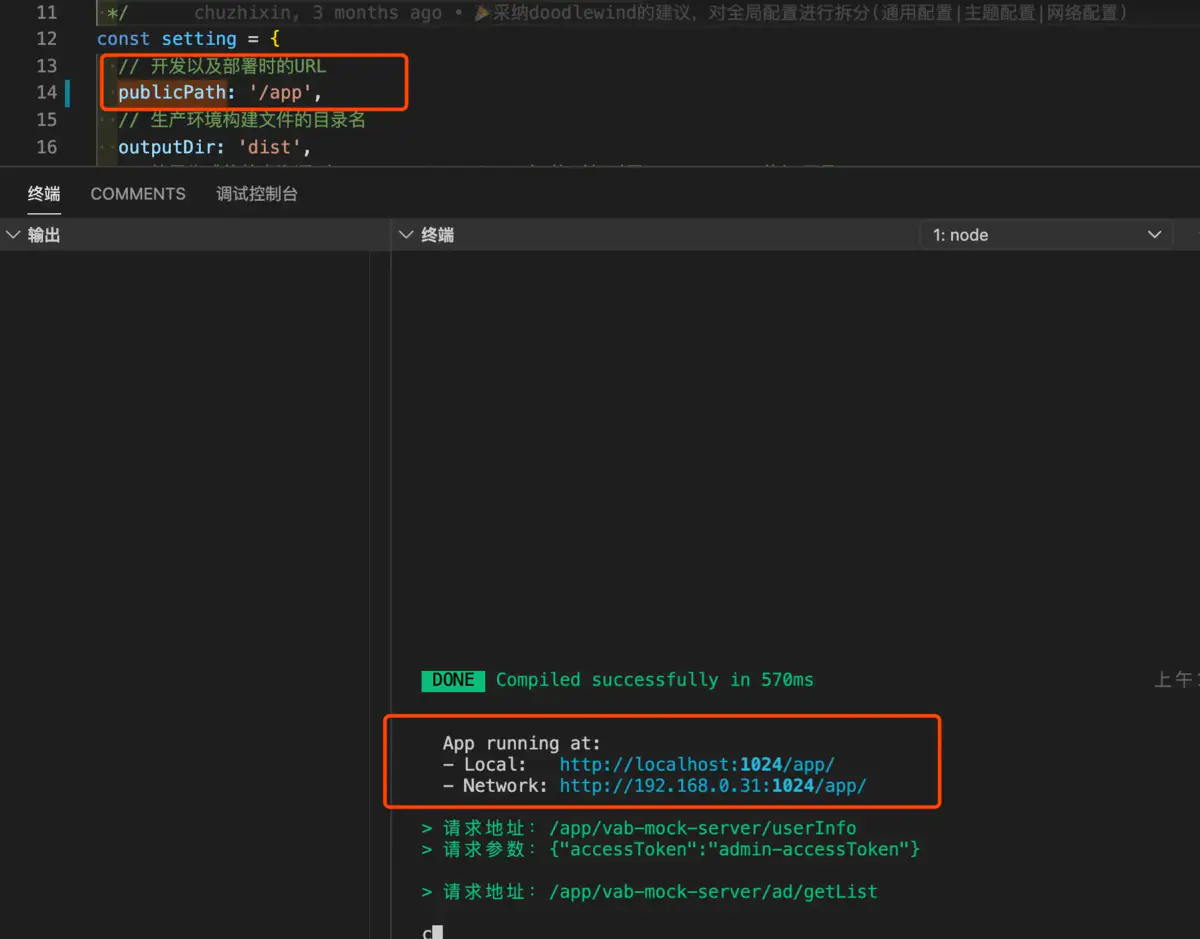 11 */ chuzhixin, 3 months ago • 🎉采纳doodlewind的建议, 对全局配置进行拆分(通用配置|主题配置|网络配置)
12 const setting = {
13 // 开发以及部署时的URL
14 publicPath: '/app',
15 // 生产环境构建文件的目录名
16 outputDir: 'dist',
终端 COMMENTS 调试控制台
输出
终端 1: node
DONE Compiled successfully in 570ms 上午
App running at:
- Local: http://localhost:1024/app/
- Network: http://192.168.0.31:1024/app/
> 请求地址: /app/vab-mock-server/userInfo
> 请求参数: {"accessToken":"admin-accessToken"}
> 请求地址: /app/vab-mock-server/ad/getList
c